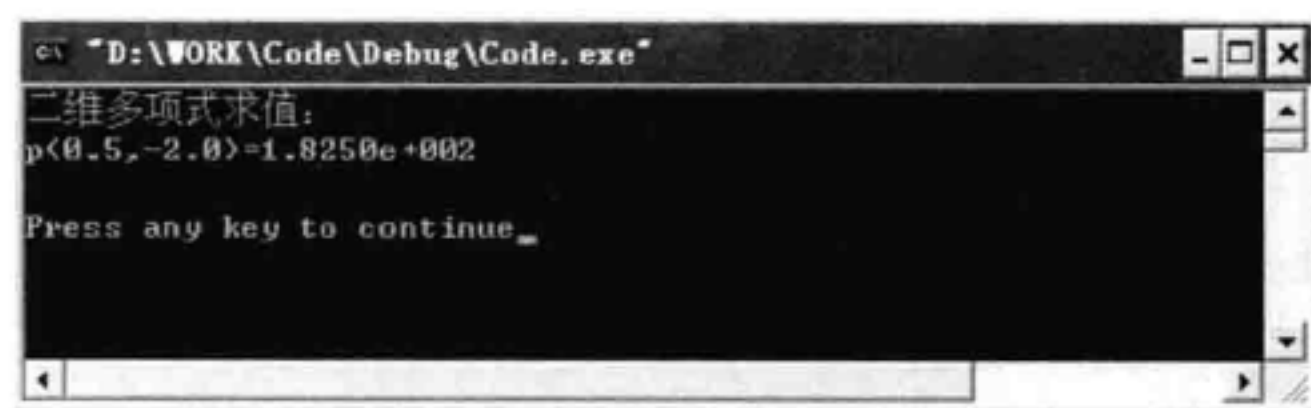 "D:\WORK\Code\Debug\Code.exe"
二维多项式求值:
p(0.5,-2.0)=1.8250e+002
Press any key to continue_